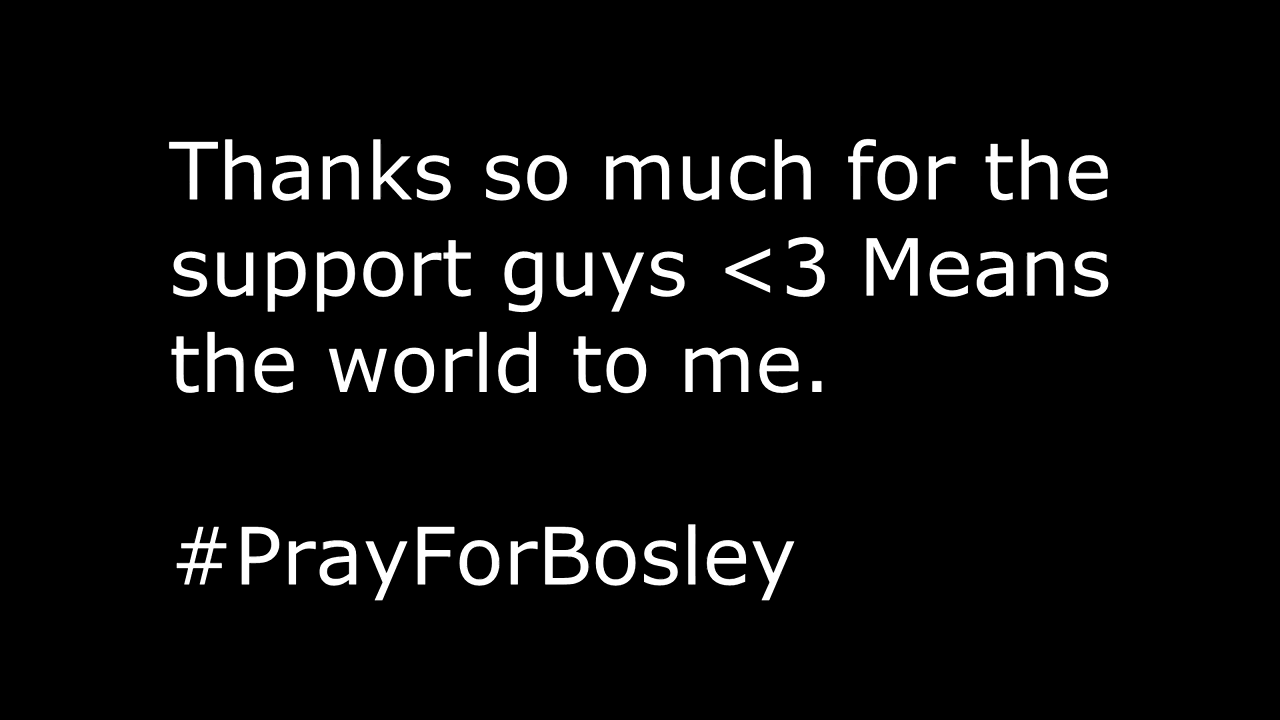 Thanks so much for the
support guys <3 Means
the world to me.
#PrayForBosley